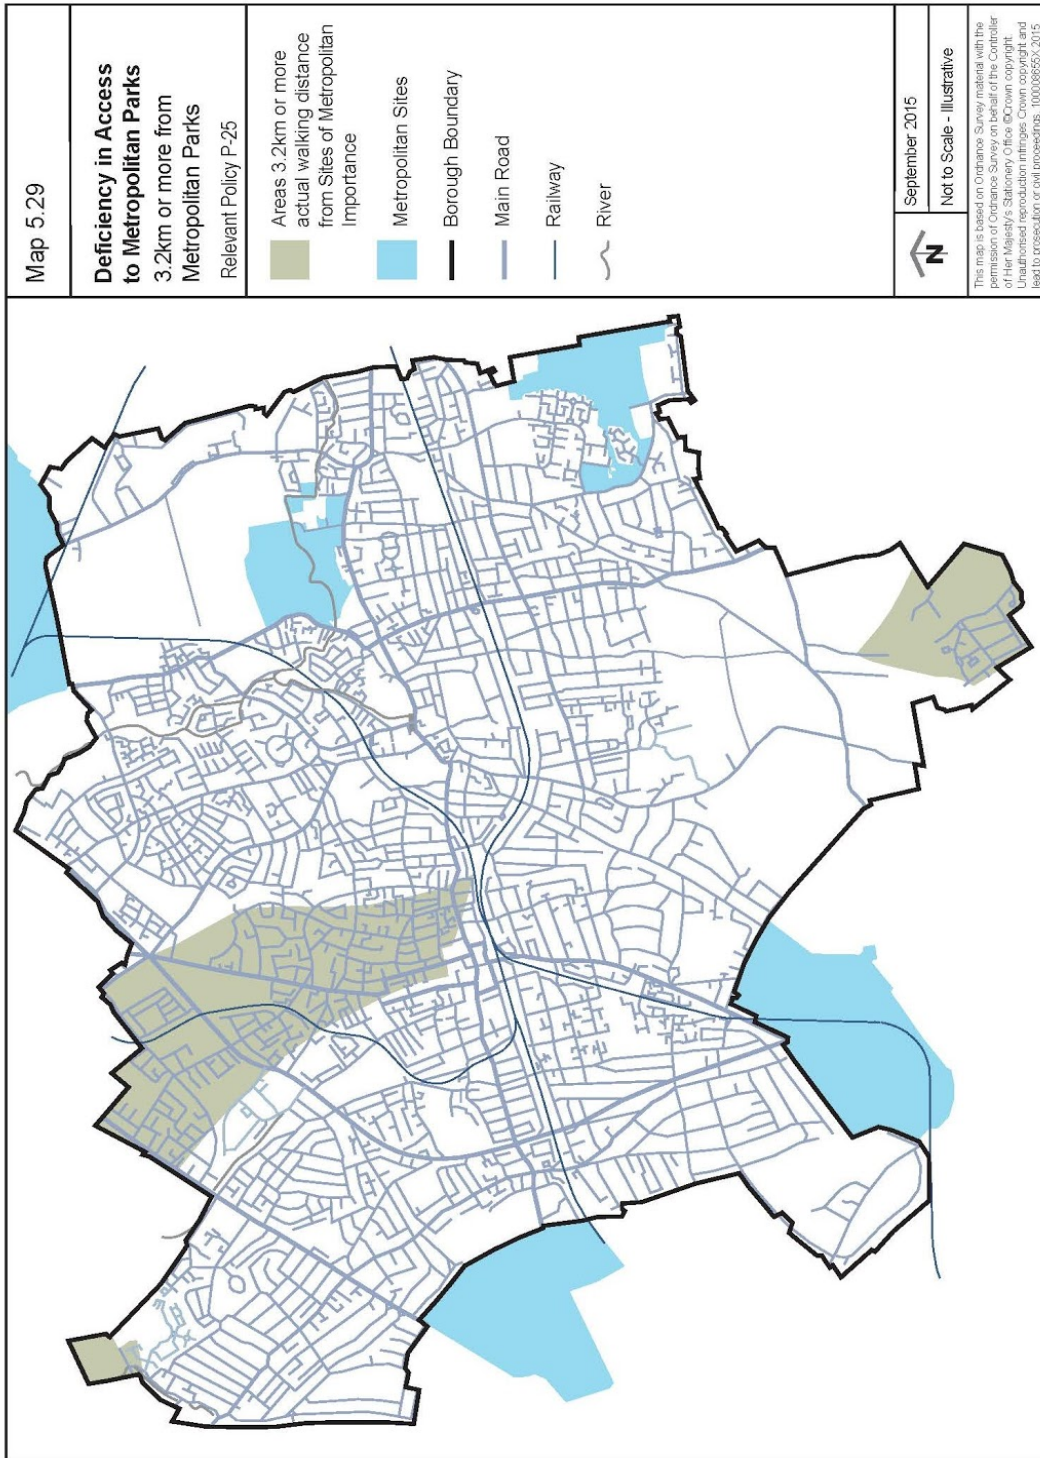 Map 5.29
Deficiency in Access
to Metropolitan Parks
3.2km or more from
Metropolitan Parks
Relevant Policy P-25
Areas 3.2km or more
actual walking distance
from Sites of Metropolitan
Importance
Metropolitan Sites
Borough Boundary
Main Road
Railway
River
N
September 2015
Not to Scale - Illustrative
This map is based on Ordnance Survey material with the
permission of Ordnance Survey on behalf of the Controller
of Her Majesty's Stationery Office ©Crown copyright.
Unauthorised reproduction infringes Crown copyright and
lead to prosecution or civil proceedings. 100008655X 2015